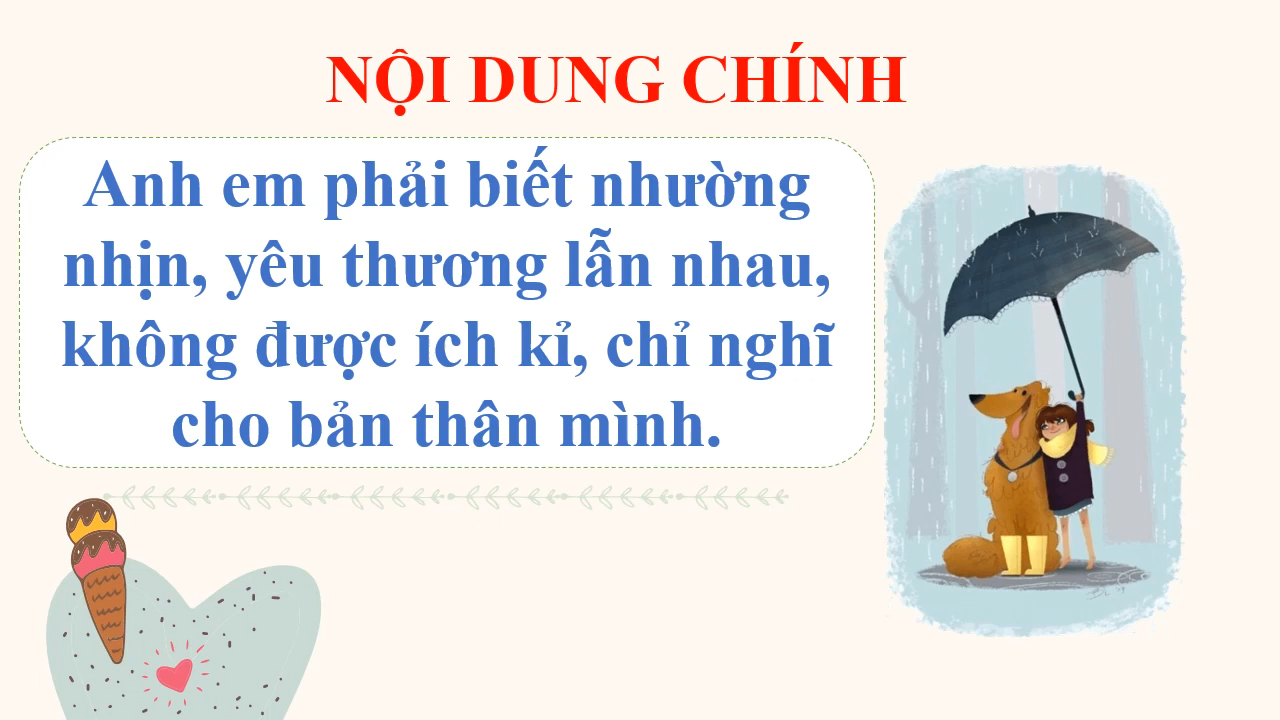 NỘI DUNG CHÍNH
Anh em phải biết nhường
nhịn, yêu thương lẫn nhau,
không được ích kỉ, chỉ nghĩ
cho bản thân mình.